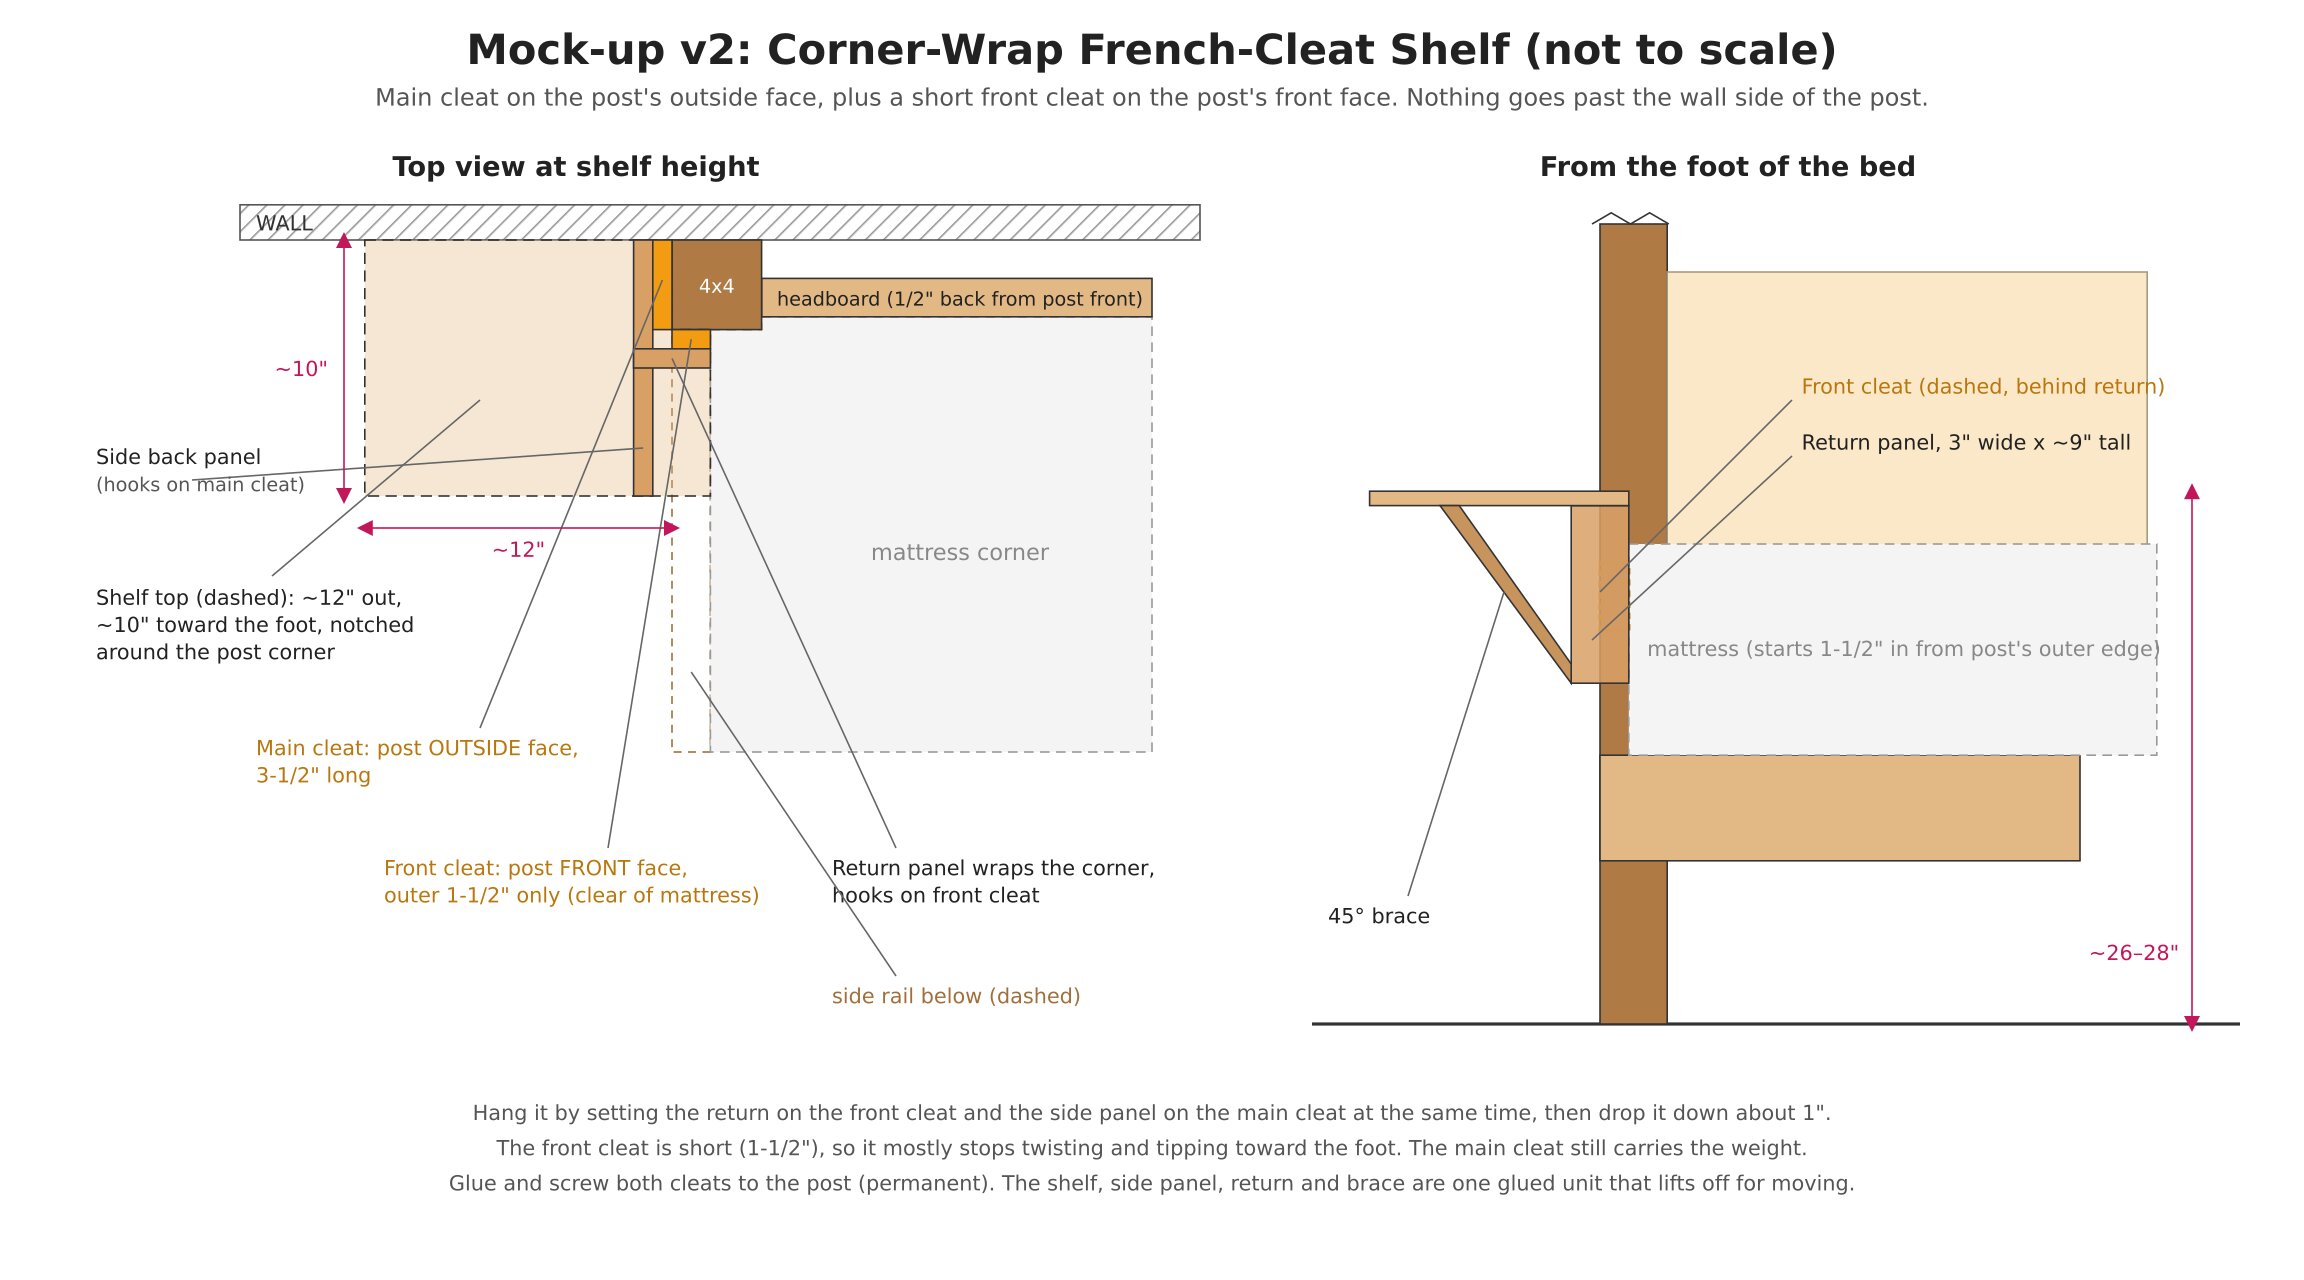 Mock-up v2: Corner-Wrap French-Cleat Shelf (not to scale)
Main cleat on the post's outside face, plus a short front cleat on the post's front face. Nothing goes past the wall side of the post.
Top view at shelf height
WALL
4x4
headboard (1/2" back from post front)
~10"
Side back panel
(hooks on main cleat)
~12"
mattress corner
Shelf top (dashed): ~12" out,
~10" toward the foot, notched
around the post corner
Main cleat: post OUTSIDE face,
3-1/2" long
Front cleat: post FRONT face,
outer 1-1/2" only (clear of mattress)
Return panel wraps the corner,
hooks on front cleat
side rail below (dashed)
From the foot of the bed
Front cleat (dashed, behind return)
Return panel, 3" wide x ~9" tall
mattress (starts 1-1/2" in from post's outer edge)
45° brace
~26–28"
Hang it by setting the return on the front cleat and the side panel on the main cleat at the same time, then drop it down about 1".
The front cleat is short (1-1/2"), so it mostly stops twisting and tipping toward the foot. The main cleat still carries the weight.
Glue and screw both cleats to the post (permanent). The shelf, side panel, return and brace are one glued unit that lifts off for moving.